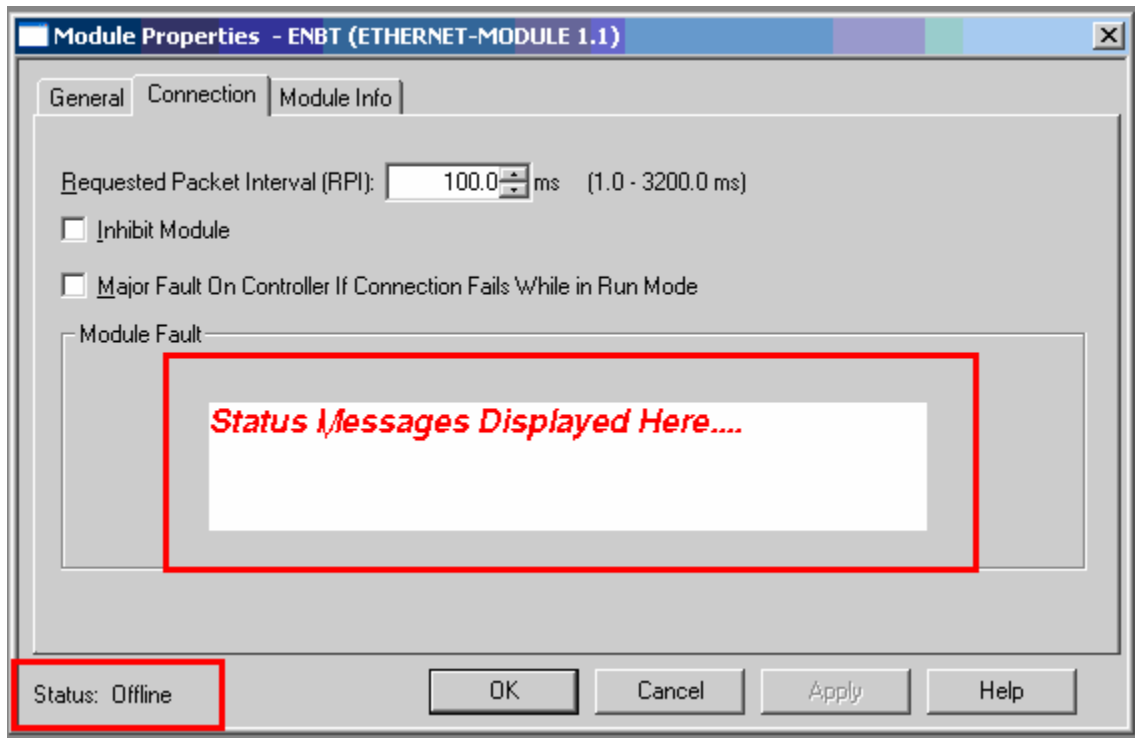 Module Properties - ENBT (ETHERNET-MODULE 1.1)
General Connection Module Info
Requested Packet Interval (RPI): 100.0 ms (1.0 - 3200.0 ms)
Inhibit Module
Major Fault On Controller If Connection Fails While in Run Mode
Module Fault
Status Messages Displayed Here....
Status: Offline OK Cancel Apply Help